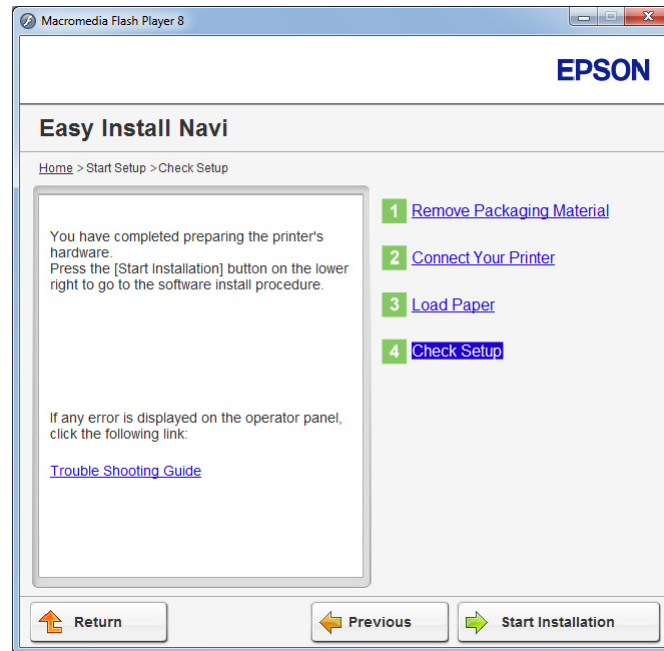 Macromedia Flash Player 8
EPSON
Easy Install Navi
Home > Start Setup >Check Setup
You have completed preparing the printer's
hardware.
Press the [Start Installation] button on the lower
right to go to the software install procedure.
If any error is displayed on the operator panel,
click the following link:
Trouble Shooting Guide
1 Remove Packaging Material
2 Connect Your Printer
3 Load Paper
4 Check Setup
Return
Previous
Start Installation